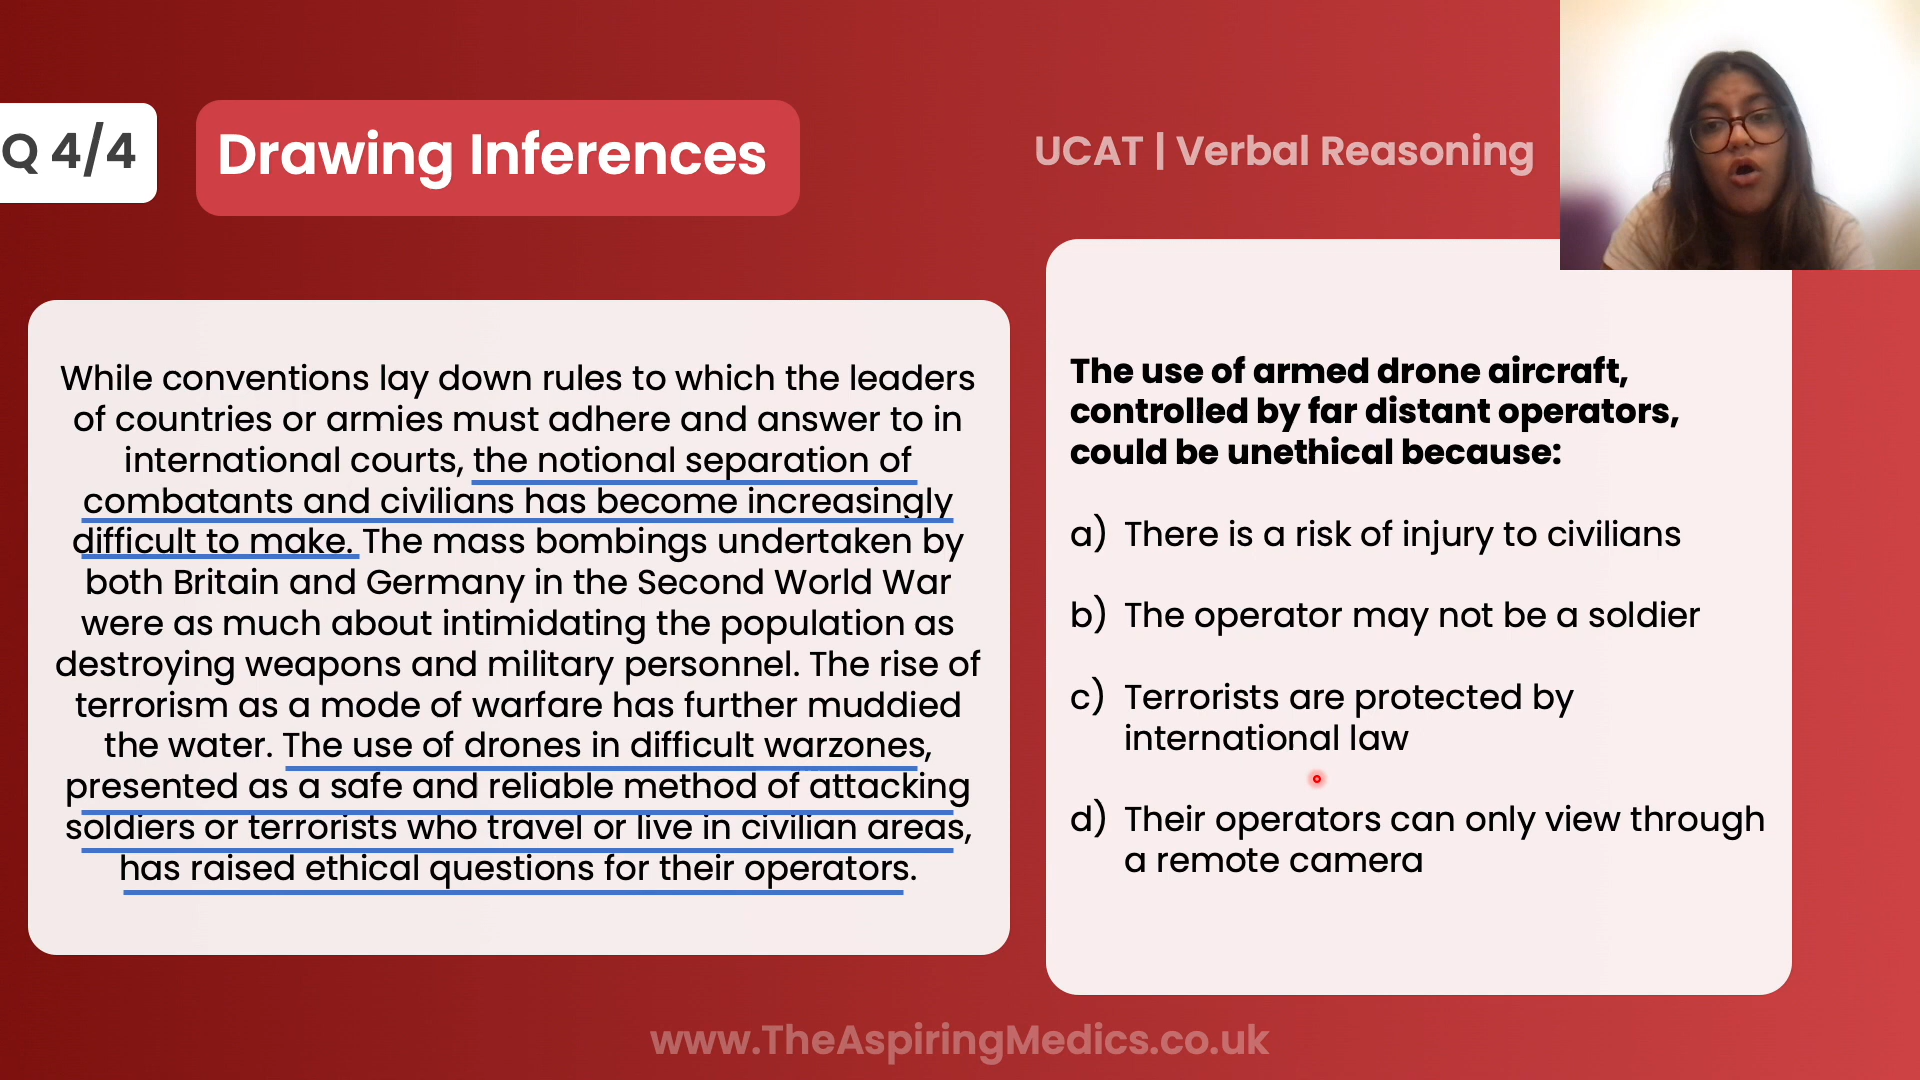 Q 4/4
Drawing Inferences
UCAT | Verbal Reasoning
While conventions lay down rules to which the leaders
of countries or armies must adhere and answer to in
international courts, the notional separation of
combatants and civilians has become increasingly
difficult to make. The mass bombings undertaken by
both Britain and Germany in the Second World War
were as much about intimidating the population as
destroying weapons and military personnel. The rise of
terrorism as a mode of warfare has further muddied
the water. The use of drones in difficult warzones,
presented as a safe and reliable method of attacking
soldiers or terrorists who travel or live in civilian areas,
has raised ethical questions for their operators.
The use of armed drone aircraft,
controlled by far distant operators,
could be unethical because:
a) There is a risk of injury to civilians
b) The operator may not be a soldier
c) Terrorists are protected by
international law
d) Their operators can only view through
a remote camera
www.TheAspiringMedics.co.uk